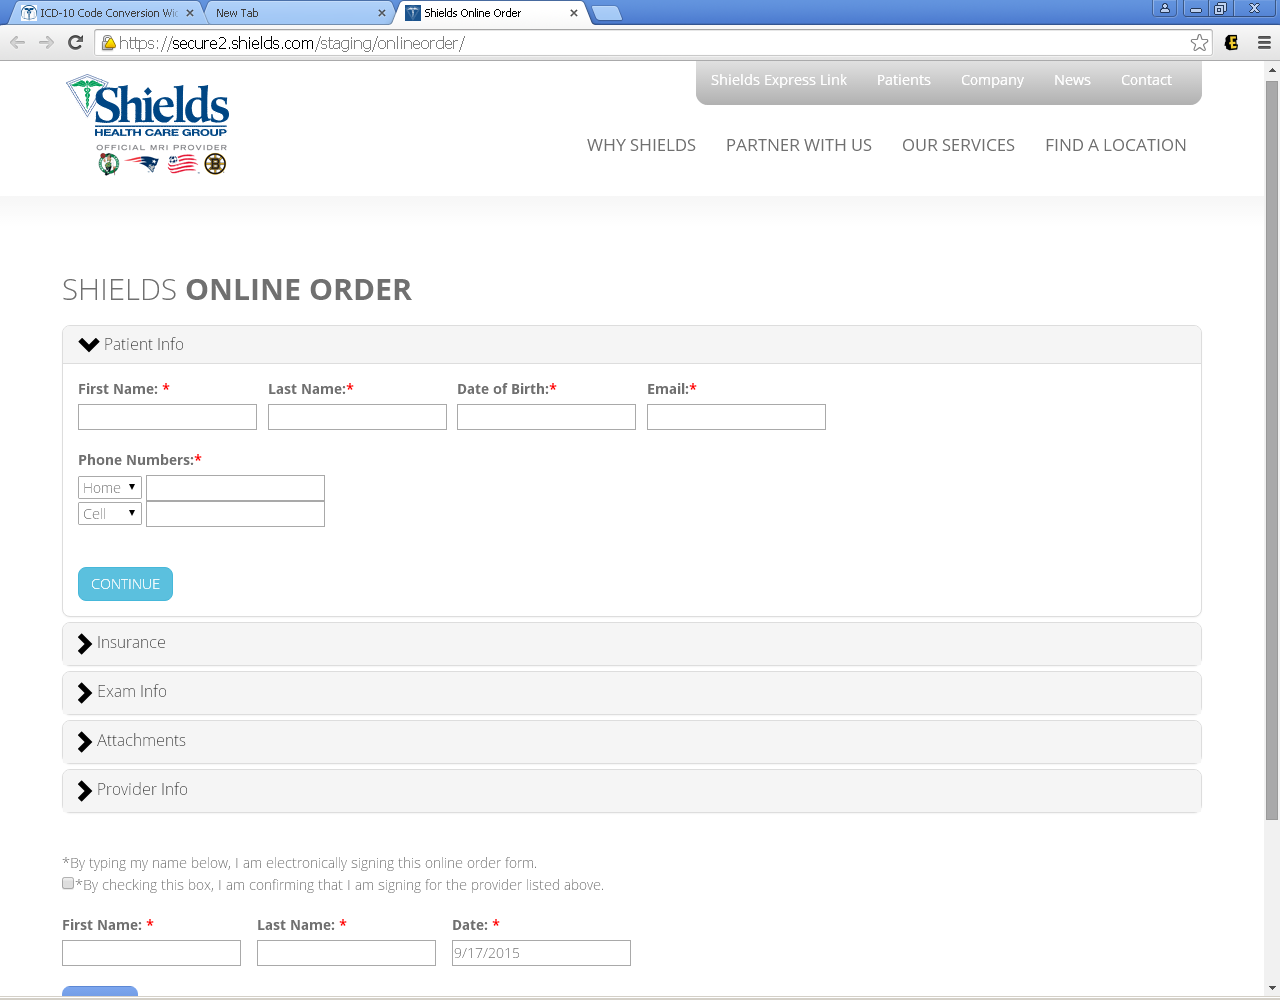 ICD-10 Code Conversion Wi
New Tab
Shields Online Order
https://secure2.shields.com/staging/onlineorder/
Shields Express Link Patients Company News Contact
Shields
HEALTH CARE GROUP
OFFICIAL MRI PROVIDER
WHY SHIELDS PARTNER WITH US OUR SERVICES FIND A LOCATION
SHIELDS ONLINE ORDER
Patient Info
First Name: * Last Name:* Date of Birth:* Email:*
Phone Numbers:*
Home
Cell
CONTINUE
Insurance
Exam Info
Attachments
Provider Info
*By typing my name below, I am electronically signing this online order form.
*By checking this box, I am confirming that I am signing for the provider listed above.
First Name: * Last Name: * Date: *
9/17/2015